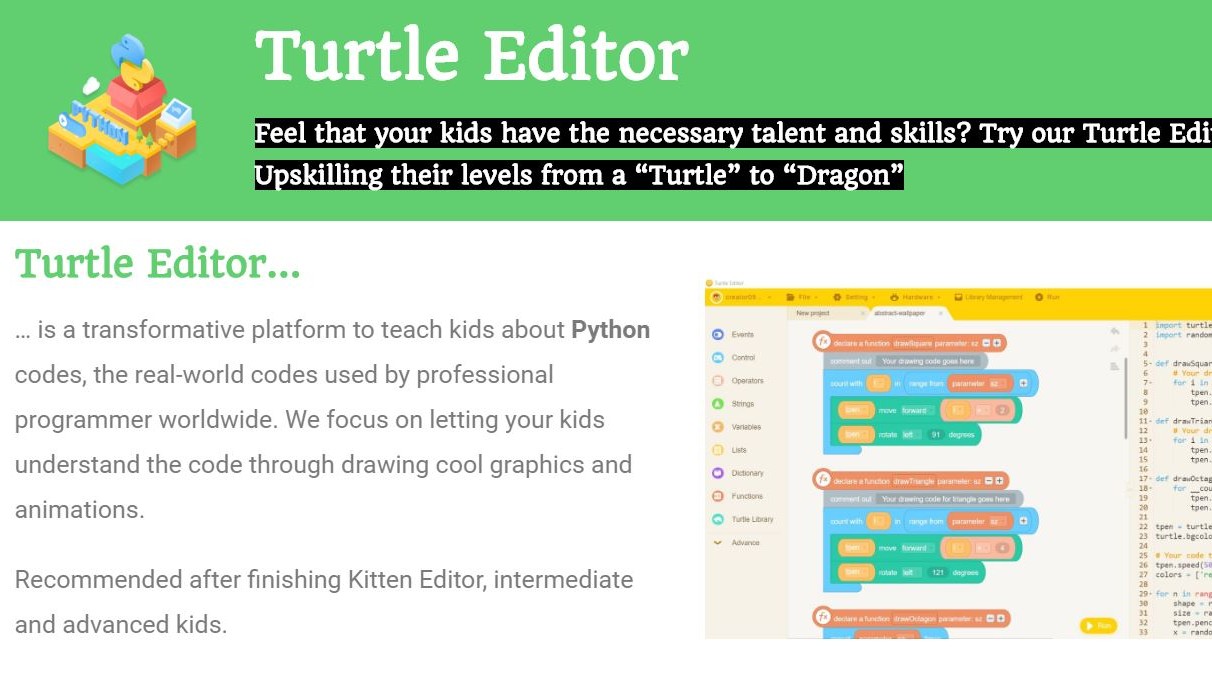 Turtle Editor
Feel that your kids have the necessary talent and skills? Try our Turtle Edi
Upskilling their levels from a “Turtle” to “Dragon”
PYTHON
Turtle Editor...
... is a transformative platform to teach kids about Python
codes, the real-world codes used by professional
programmer worldwide. We focus on letting your kids
understand the code through drawing cool graphics and
animations.
Recommended after finishing Kitten Editor, intermediate
and advanced kids.
Turtle Editor
File
Setting
Hardware
Library Management
Run
New project
abstract-wallpaper
Events
Control
Operators
Strings
Variables
Lists
Dictionary
Functions
Turtle Library
Advance
declare a function drawSquare parameter: sz
comment out Your drawing code goes here
count with in range from parameter sz
tpen move forward 2
tpen rotate left 91 degrees
declare a function drawTriangle parameter: sz
comment out Your drawing code for triangle goes here
count with in range from parameter sz
tpen move forward 4
tpen rotate left 121 degrees
declare a function drawOctagon parameter: sz
Run
1 import turtle
2 import random
3
4
5 def drawSquar
6 # Your dr
7 for i in
8 tpen.
9 tpen.
10
11 def drawTrian
12 # Your dr
13 for i in
14 tpen.
15 tpen.
16
17 def drawOctag
18 for __cou
19 tpen.
20 tpen.
21
22 tpen = turtle
23 turtle.bgcolo
24
25 # Your code t
26 tpen.speed(50
27 colors = ['re
28
29 for n in rang
30 shape = r
31 size = ra
32 tpen.penc
33 x = rando